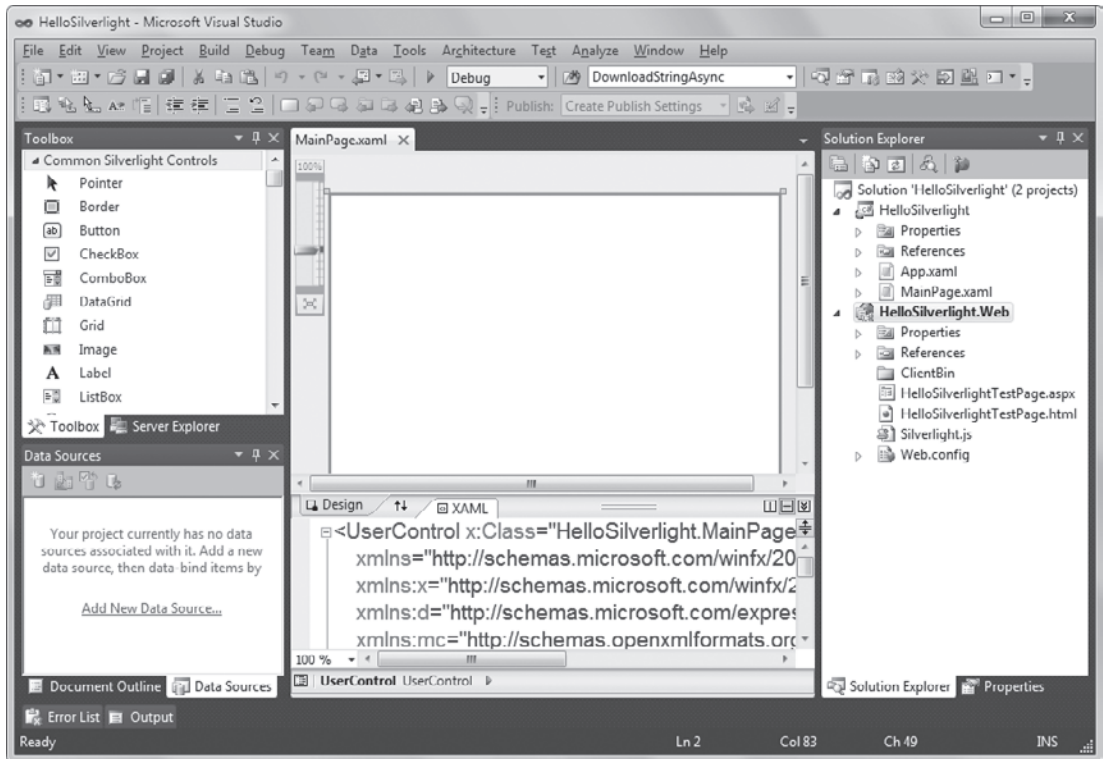 HelloSilverlight - Microsoft Visual Studio
File Edit View Project Build Debug Team Data Tools Architecture Test Analyze Window Help
Debug DownloadStringAsync
Publish: Create Publish Settings
Toolbox
Common Silverlight Controls
Pointer
Border
Button
CheckBox
ComboBox
DataGrid
Grid
Image
Label
ListBox
Toolbox Server Explorer
Data Sources
Your project currently has no data
sources associated with it. Add a new
data source, then data-bind items by
Add New Data Source...
Document Outline Data Sources
MainPage.xaml
100%
Design XAML
<UserControl x:Class="HelloSilverlight.MainPage
xmlns="http://schemas.microsoft.com/winfx/20
xmlns:x="http://schemas.microsoft.com/winfx/2
xmlns:d="http://schemas.microsoft.com/expres
xmlns:mc="http://schemas.openxmlformats.org
100 %
UserControl UserControl
Solution Explorer
Solution 'HelloSilverlight' (2 projects)
HelloSilverlight
Properties
References
App.xaml
MainPage.xaml
HelloSilverlight.Web
Properties
References
ClientBin
HelloSilverlightTestPage.aspx
HelloSilverlightTestPage.html
Silverlight.js
Web.config
Solution Explorer Properties
Error List Output
Ready Ln 2 Col 83 Ch 49 INS